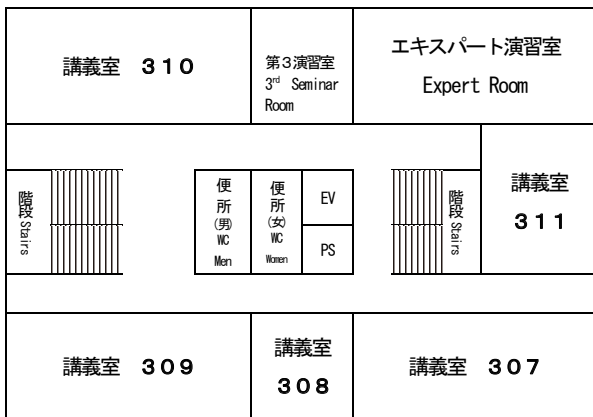 講義室 310
第3演習室
3rd Seminar
Room
エキスパート演習室
Expert Room
階段 Stairs
便
所
(男)
WC
Men
便
所
(女)
WC
Women
EV
PS
階段 Stairs
講義室
311
講義室 309
講義室
308
講義室 307